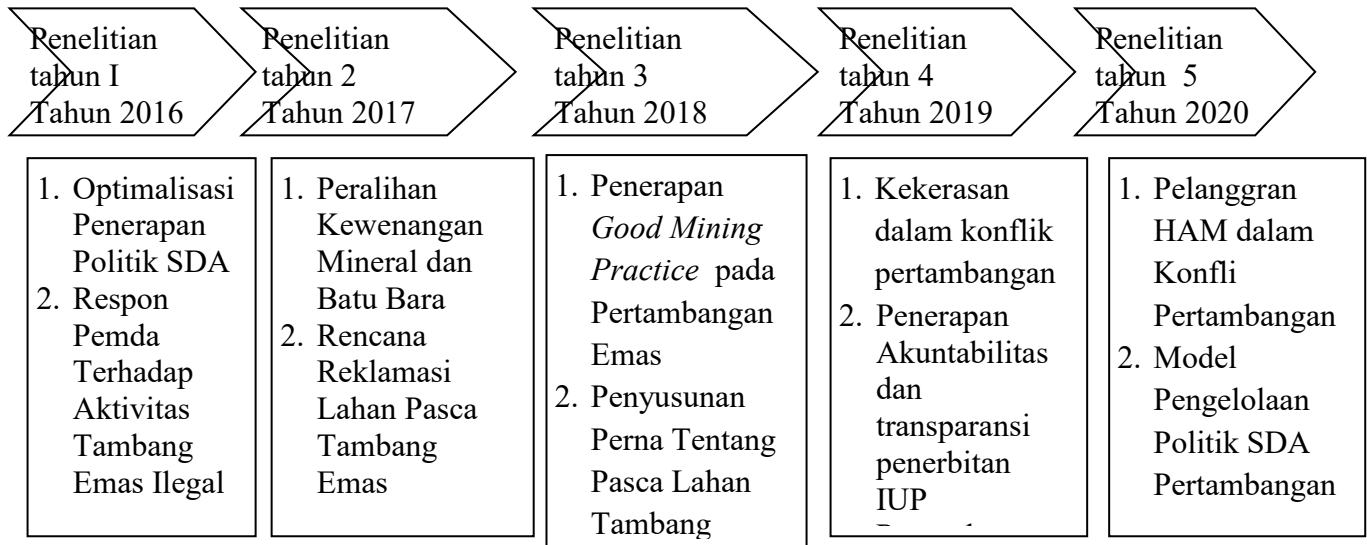 Penelitian
tahun I
Tahun 2016
Penelitian
tahun 2
Tahun 2017
Penelitian
tahun 3
Tahun 2018
Penelitian
tahun 4
Tahun 2019
Penelitian
tahun 5
Tahun 2020
1. Optimalisasi
Penerapan
Politik SDA
2. Respon
Pemda
Terhadap
Aktivitas
Tambang
Emas Ilegal
1. Peralihan
Kewenangan
Mineral dan
Batu Bara
2. Rencana
Reklamasi
Lahan Pasca
Tambang
Emas
1. Penerapan
Good Mining
Practice pada
Pertambangan
Emas
2. Penyusunan
Perna Tentang
Pasca Lahan
Tambang
1. Kekerasan
dalam konflik
pertambangan
2. Penerapan
Akuntabilitas
dan
transparansi
penerbitan
IUP
1. Pelanggran
HAM dalam
Konfli
Pertambangan
2. Model
Pengelolaan
Politik SDA
Pertambangan